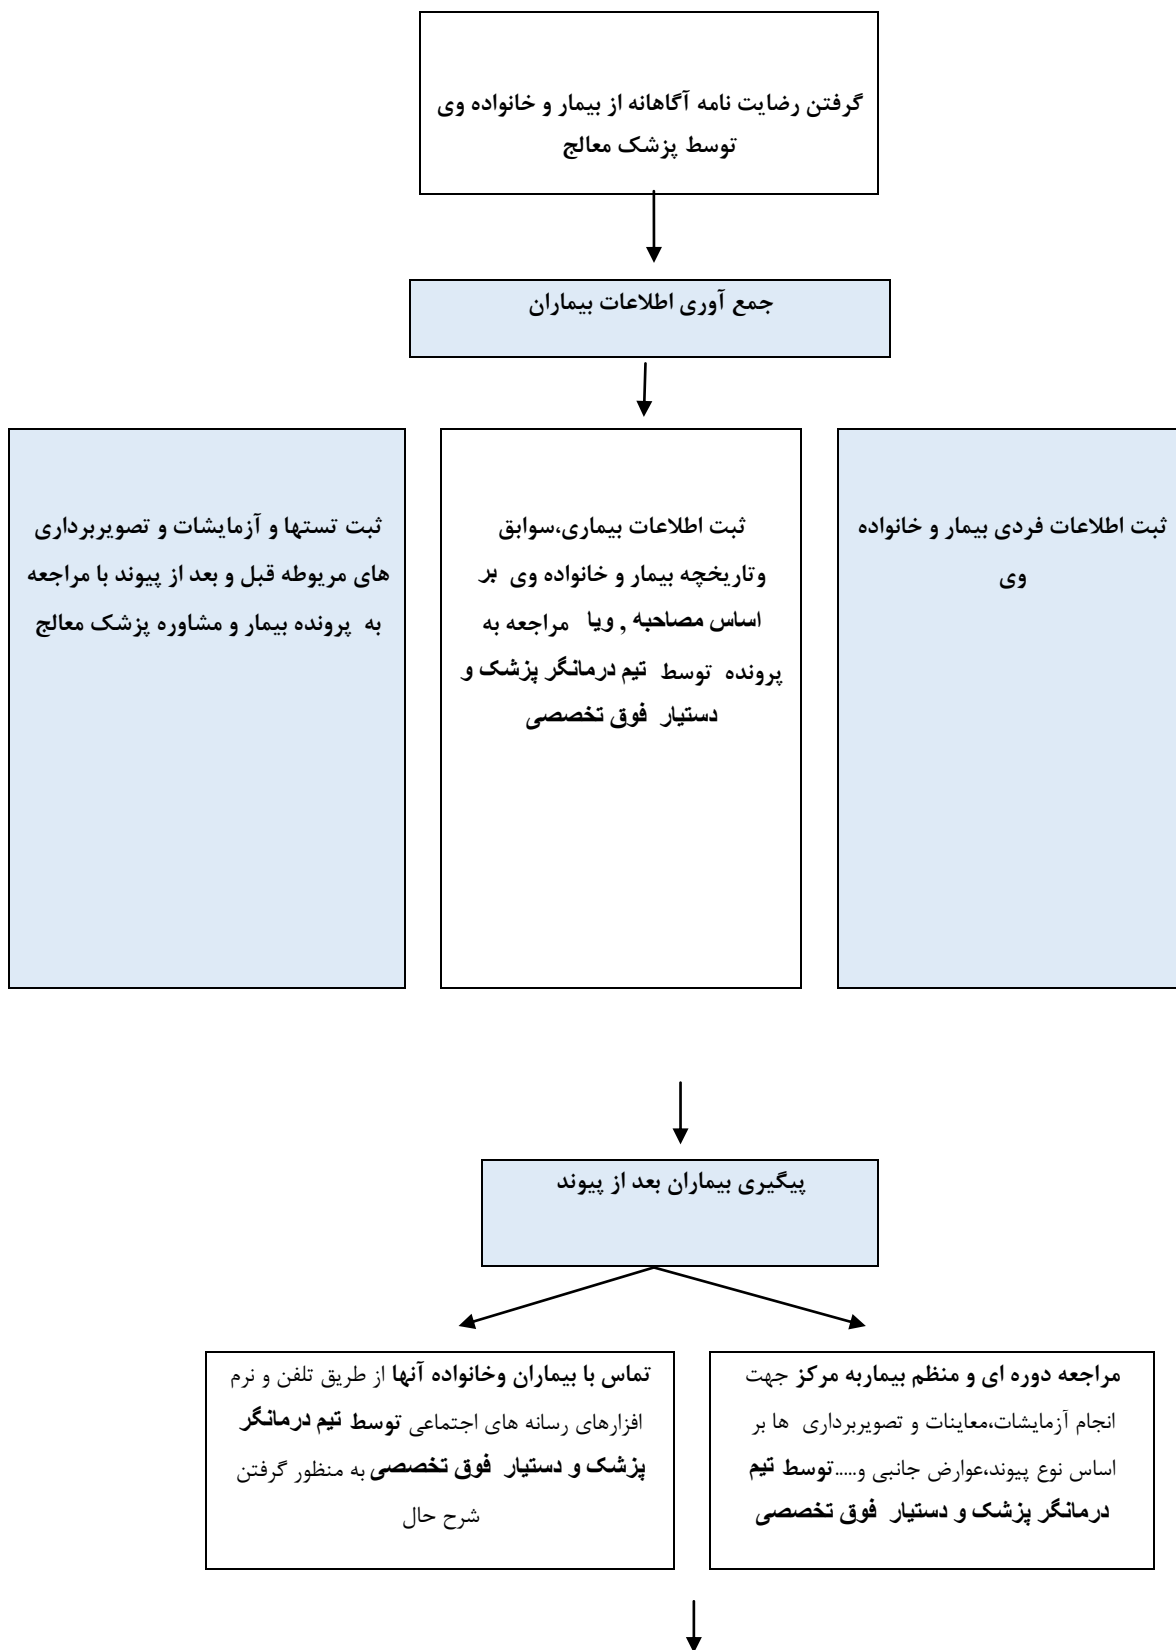 گرفتن رضایت نامه آگاهانه از بیمار و خانواده وی
توسط پزشک معالج
جمع آوری اطلاعات بیماران
ثبت اطلاعات فردی بیمار و خانواده
وی
ثبت اطلاعات بیماری،سوابق
وتاریخچه بیمار و خانواده وی بر
اساس مصاحبه , ویا مراجعه به
پرونده توسط تیم درمانگر پزشک و
دستیار فوق تخصصی
ثبت تستها و آزمایشات و تصویربرداری
های مربوطه قبل و بعد از پیوند با مراجعه
به پرونده بیمار و مشاوره پزشک معالج
پیگیری بیماران بعد از پیوند
مراجعه دوره ای و منظم بیماربه مرکز جهت
انجام آزمایشات،معاینات و تصویربرداری ها بر
اساس نوع پیوند،عوارض جانبی و.....توسط تیم
درمانگر پزشک و دستیار فوق تخصصی
تماس با بیماران وخانواده آنها از طریق تلفن و نرم
افزارهای رسانه های اجتماعی توسط تیم درمانگر
پزشک و دستیار فوق تخصصی به منظور گرفتن
شرح حال